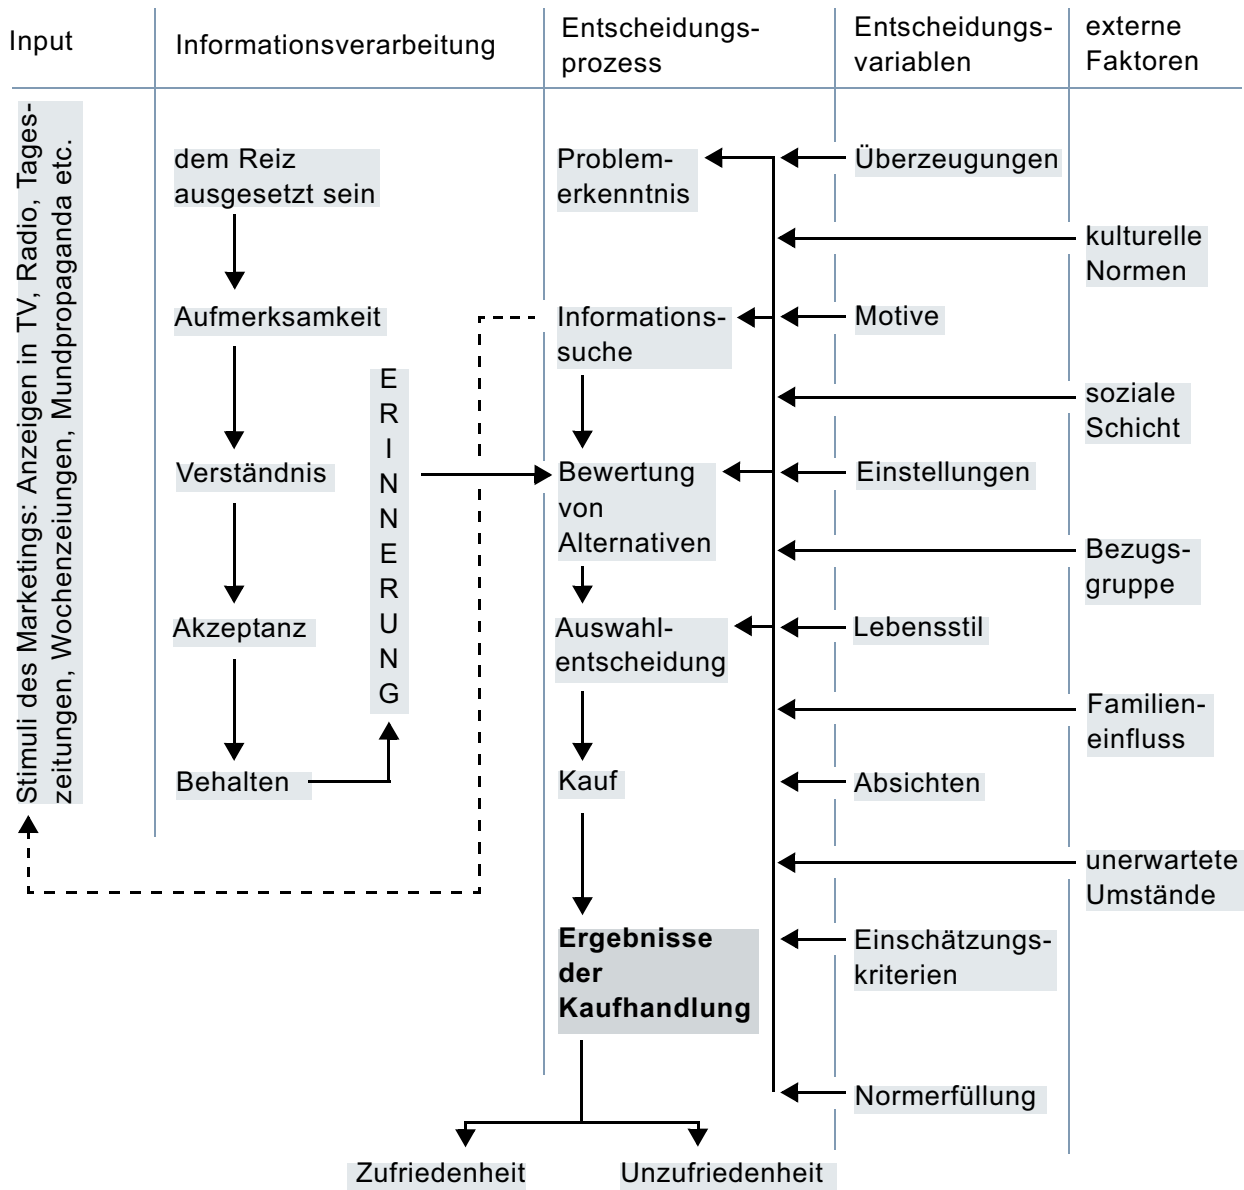 Input
Informationsverarbeitung
Entscheidungs-
prozess
Entscheidungs-
variablen
externe
Faktoren
Stimuli des Marketings: Anzeigen in TV, Radio, Tages-
zeitungen, Wochenzeiungen, Mundpropaganda etc.
dem Reiz
ausgesetzt sein
Aufmerksamkeit
Verständnis
Akzeptanz
Behalten
ERINNERUNG
Problem-
erkenntnis
Informations-
suche
Bewertung
von
Alternativen
Auswahl-
entscheidung
Kauf
Ergebnisse
der
Kaufhandlung
Zufriedenheit
Unzufriedenheit
Überzeugungen
Motive
Einstellungen
Lebensstil
Absichten
Einschätzungs-
kriterien
Normerfüllung
kulturelle
Normen
soziale
Schicht
Bezugs-
gruppe
Familien-
einfluss
unerwartete
Umstände